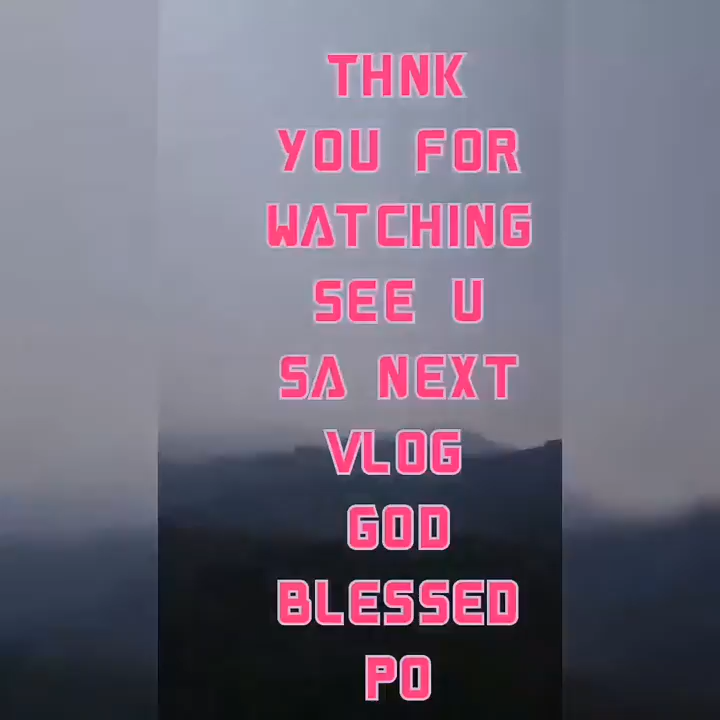 THNK
YOU FOR
WATCHING
SEE U
SA NEXT
VLOG
GOD
BLESSED
PO